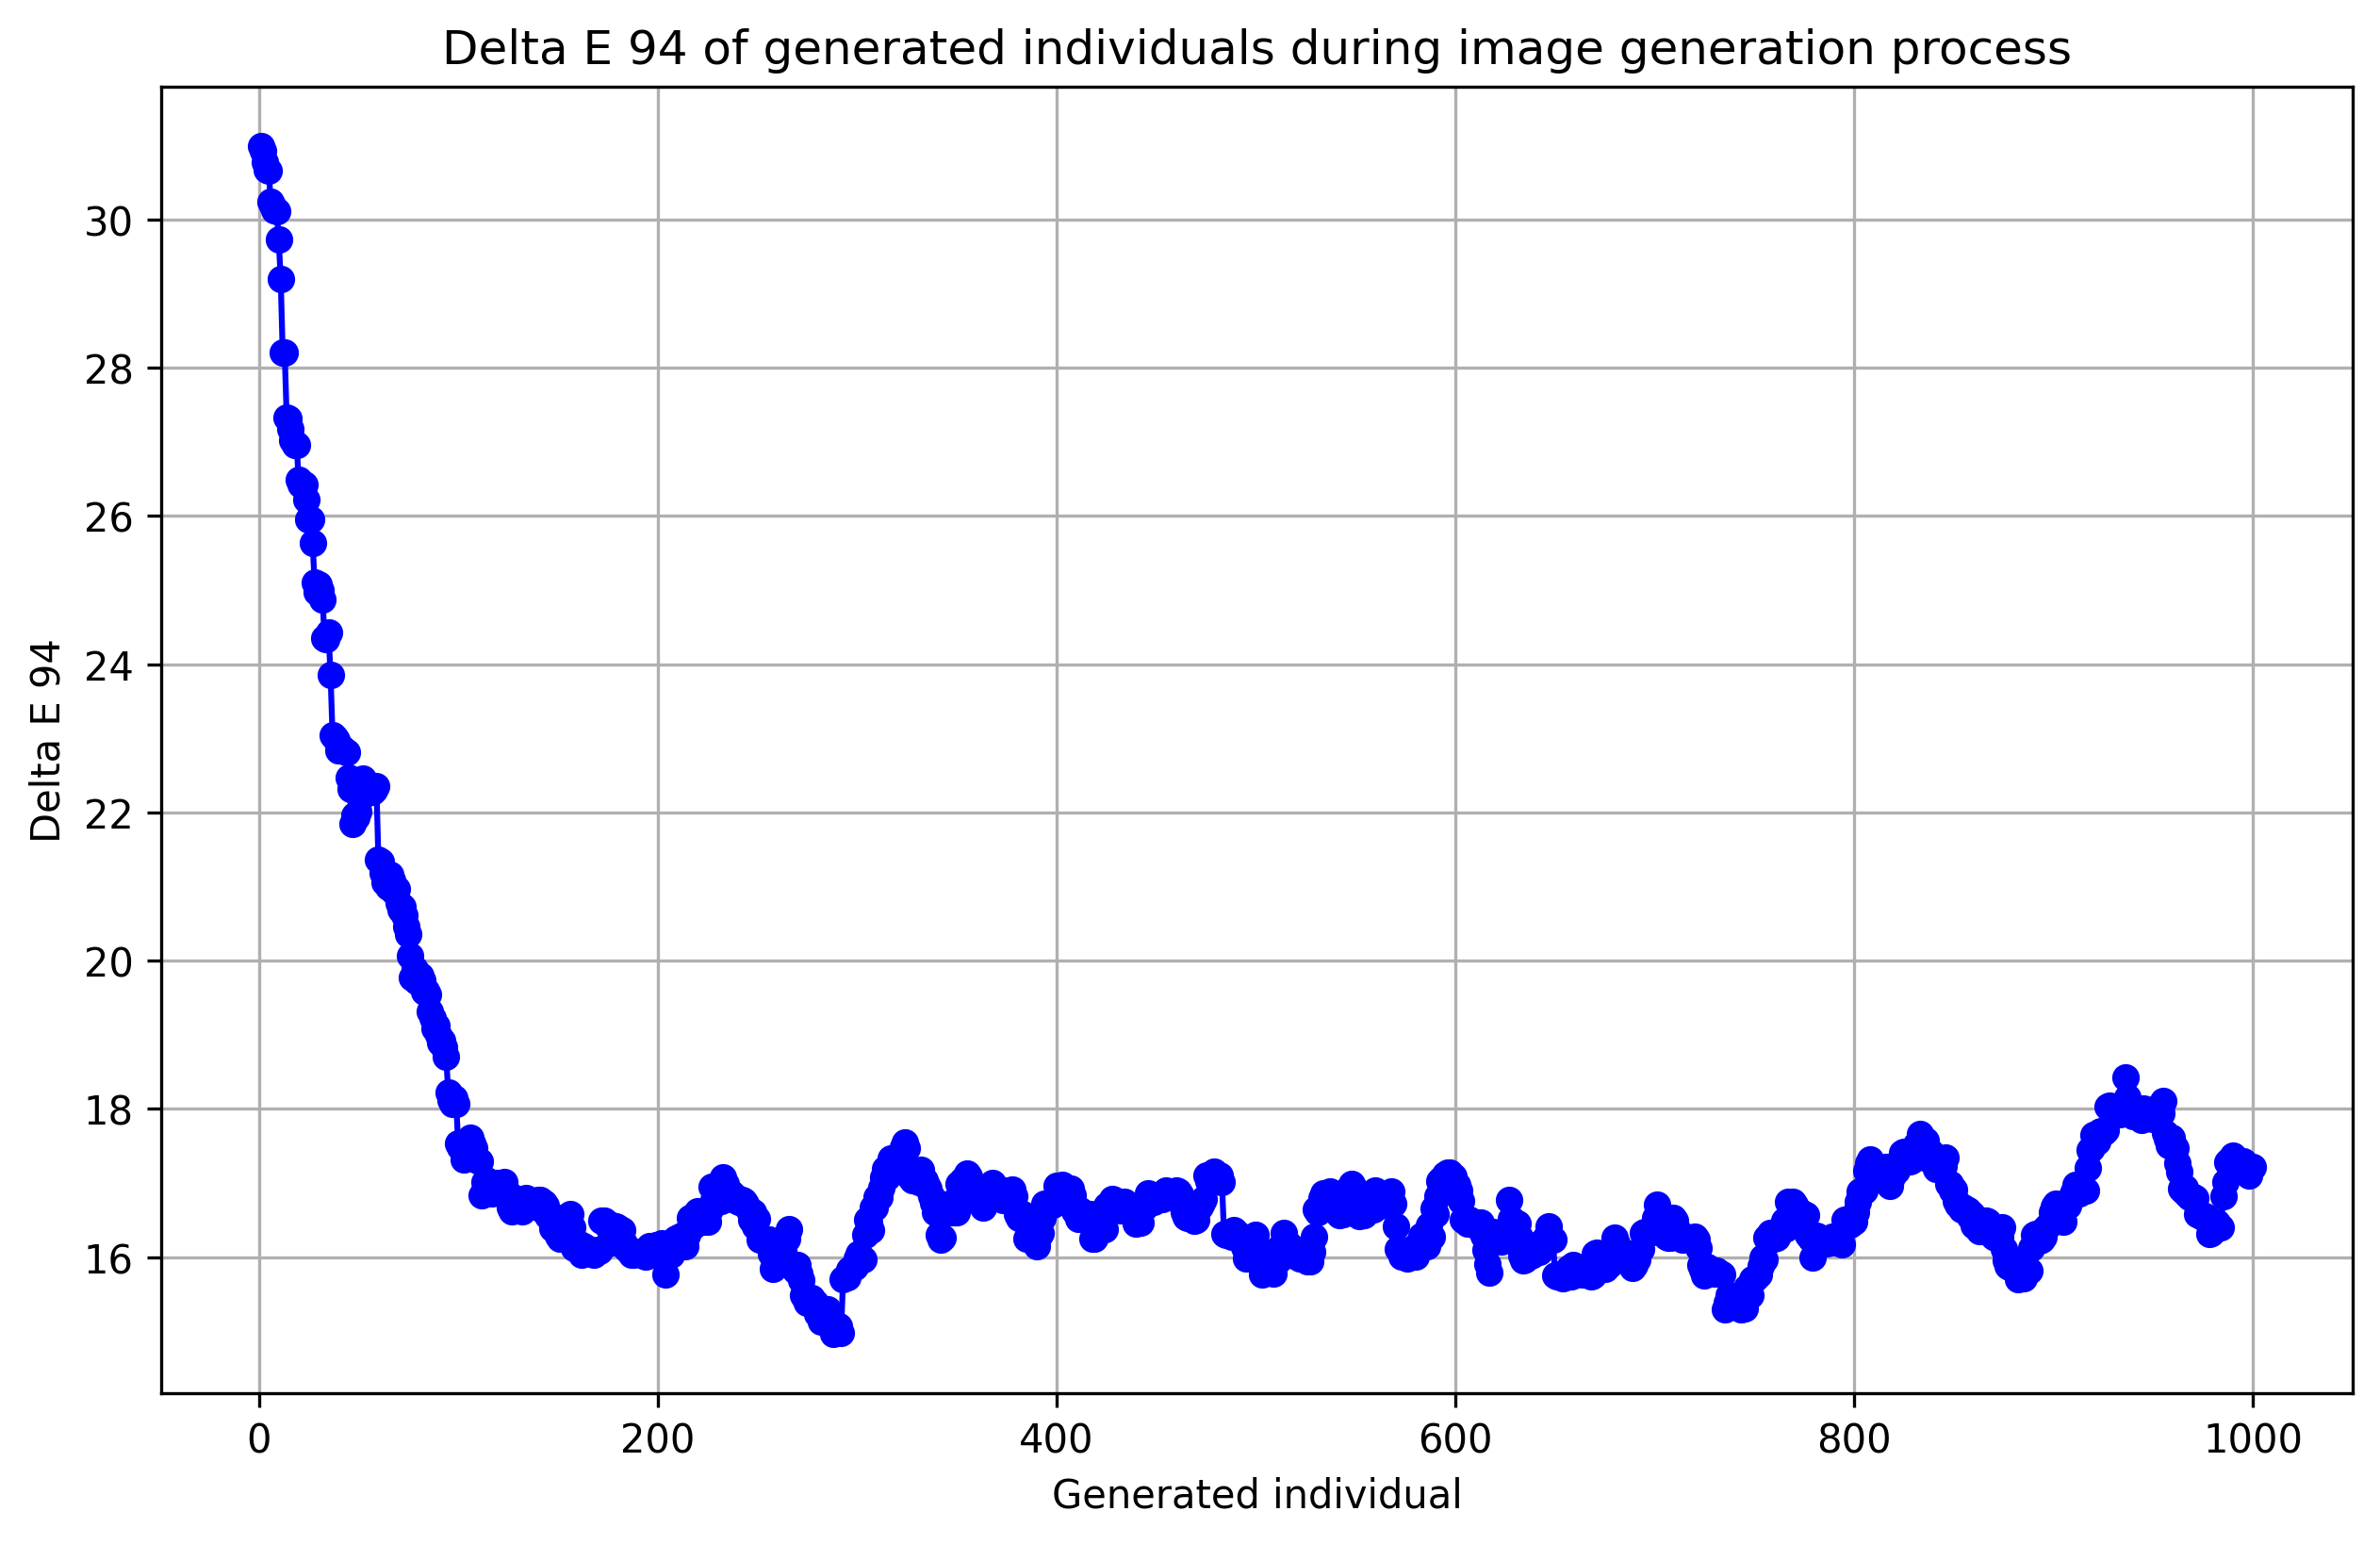 Delta E 94 of generated individuals during image generation process
Delta E 94
30
28
26
24
22
20
18
16
0 200 400 600 800 1000
Generated individual